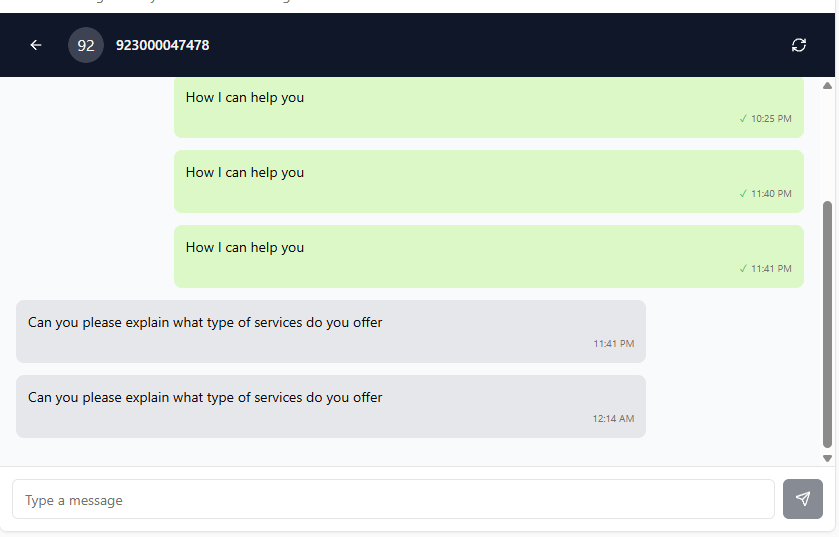 92 923000047478
How I can help you
✓ 10:25 PM
How I can help you
✓ 11:40 PM
How I can help you
✓ 11:41 PM
Can you please explain what type of services do you offer
11:41 PM
Can you please explain what type of services do you offer
12:14 AM
Type a message